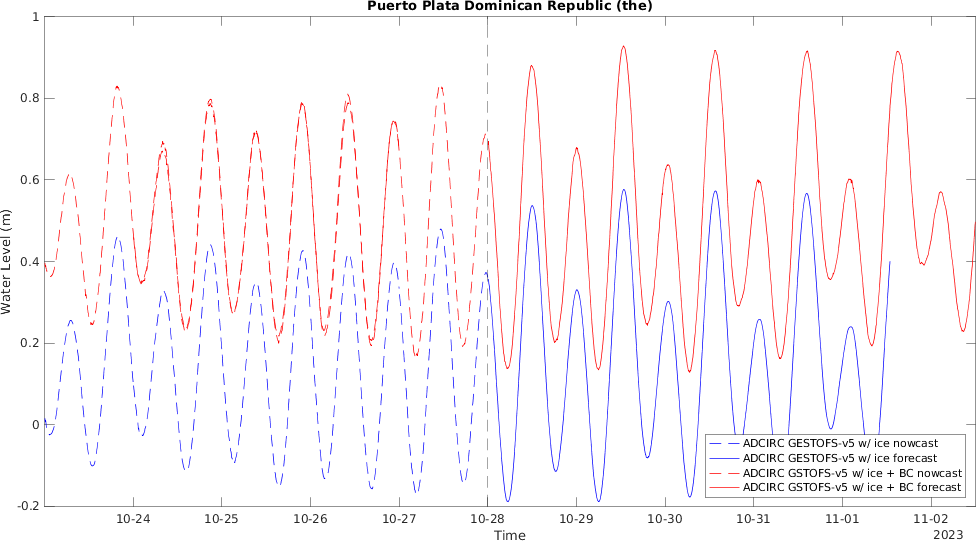 Puerto Plata Dominican Republic (the)
Water Level (m)
1
0.8
0.6
0.4
0.2
0
-0.2
ADCIRC GESTOFS-v5 w/ ice nowcast
ADCIRC GESTOFS-v5 w/ ice forecast
ADCIRC GSTOFS-v5 w/ ice + BC nowcast
ADCIRC GSTOFS-v5 w/ ice + BC forecast
10-24 10-25 10-26 10-27 10-28 10-29 10-30 10-31 11-01 11-02
Time 2023